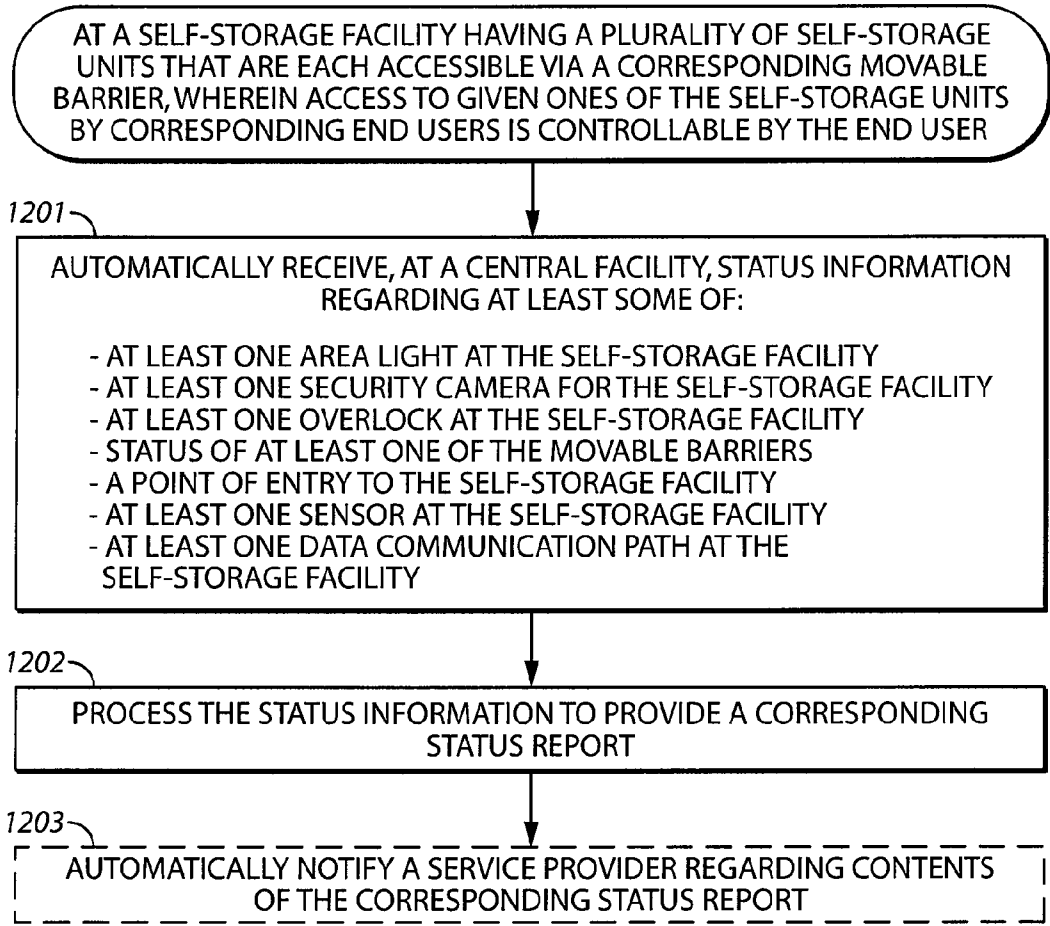 AT A SELF-STORAGE FACILITY HAVING A PLURALITY OF SELF-STORAGE
UNITS THAT ARE EACH ACCESSIBLE VIA A CORRESPONDING MOVABLE
BARRIER, WHEREIN ACCESS TO GIVEN ONES OF THE SELF-STORAGE UNITS
BY CORRESPONDING END USERS IS CONTROLLABLE BY THE END USER
1201
AUTOMATICALLY RECEIVE, AT A CENTRAL FACILITY, STATUS INFORMATION
REGARDING AT LEAST SOME OF:
- AT LEAST ONE AREA LIGHT AT THE SELF-STORAGE FACILITY
- AT LEAST ONE SECURITY CAMERA FOR THE SELF-STORAGE FACILITY
- AT LEAST ONE OVERLOCK AT THE SELF-STORAGE FACILITY
- STATUS OF AT LEAST ONE OF THE MOVABLE BARRIERS
- A POINT OF ENTRY TO THE SELF-STORAGE FACILITY
- AT LEAST ONE SENSOR AT THE SELF-STORAGE FACILITY
- AT LEAST ONE DATA COMMUNICATION PATH AT THE
SELF-STORAGE FACILITY
1202
PROCESS THE STATUS INFORMATION TO PROVIDE A CORRESPONDING
STATUS REPORT
1203
AUTOMATICALLY NOTIFY A SERVICE PROVIDER REGARDING CONTENTS
OF THE CORRESPONDING STATUS REPORT